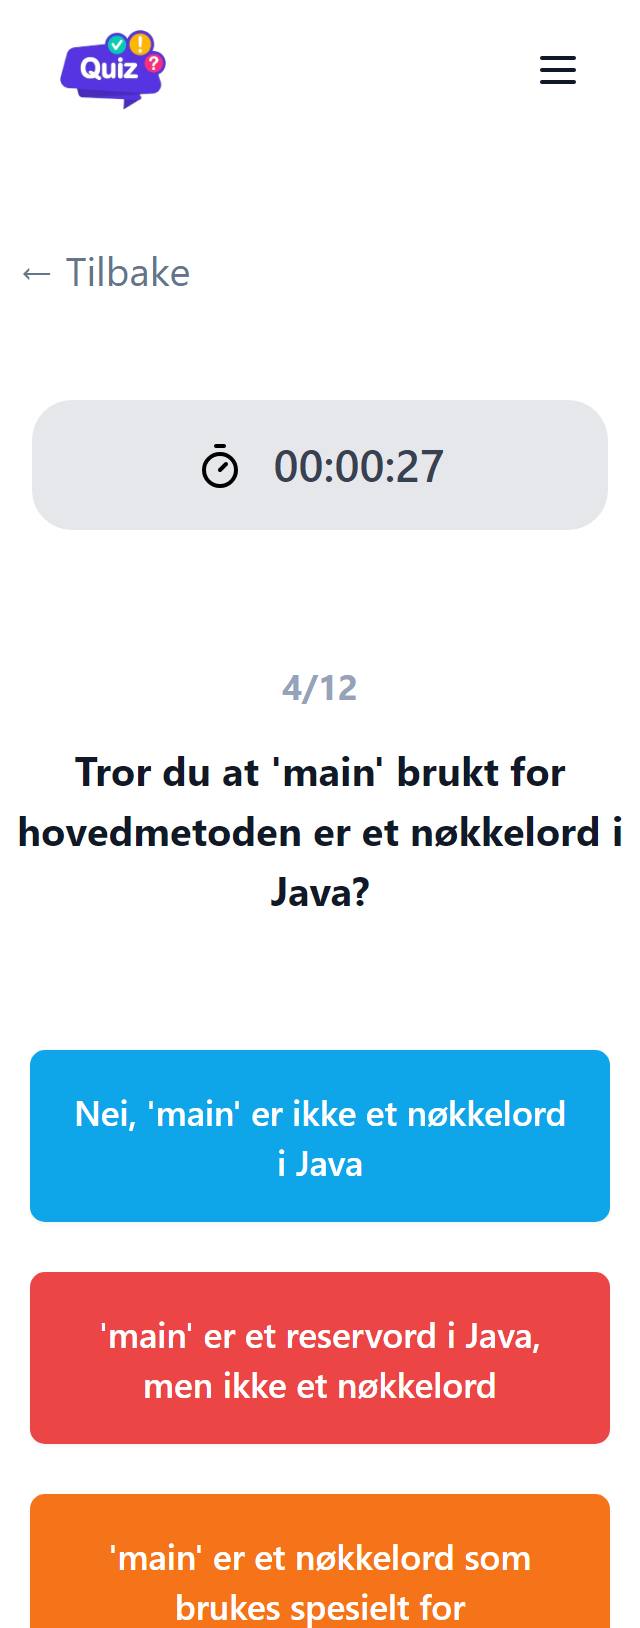 Quiz
!
?
← Tilbake
00:00:27
4/12
Tror du at 'main' brukt for
hovedmetoden er et nøkkelord i
Java?
Nei, 'main' er ikke et nøkkelord
i Java
'main' er et reservord i Java,
men ikke et nøkkelord
'main' er et nøkkelord som
brukes spesielt for